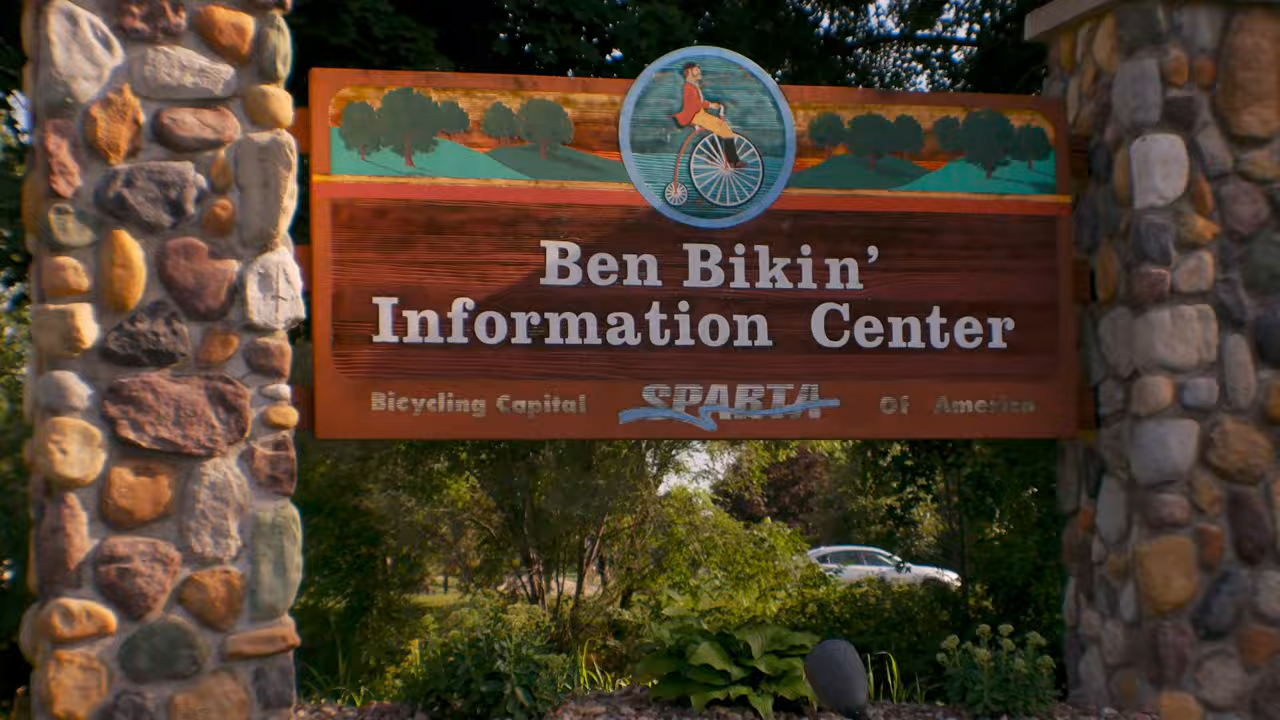 Ben Bikin'
Information Center
Bicycling Capital SPARTA Of America